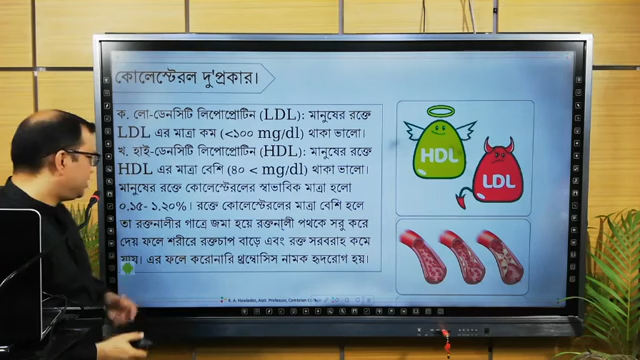 কোলেস্টেরল দু'প্রকার।
ক. লো-ডেনসিটি লিপোপ্রোটিন (LDL): মানুষের রক্তে
LDL এর মাত্রা কম (<১০০ mg/dl) থাকা ভালো।
খ. হাই-ডেনসিটি লিপোপ্রোটিন (HDL): মানুষের রক্তে
HDL এর মাত্রা বেশি (৪০ < mg/dl) থাকা ভালো।
মানুষের রক্তে কোলেস্টেরলের স্বাভাবিক মাত্রা হলো
০.১৫- ১.২০%। রক্তে কোলেস্টেরলের মাত্রা বেশি হলে
তা রক্তনালীর গাত্রে জমা হয়ে রক্তনালী পথকে সরু করে
দেয় ফলে শরীরে রক্তচাপ বাড়ে এবং রক্ত সরবরাহ কমে
যায়। এর ফলে করোনারি থ্রম্বোসিস নামক হৃদরোগ হয়।
HDL
LDL
Asst. Professor,